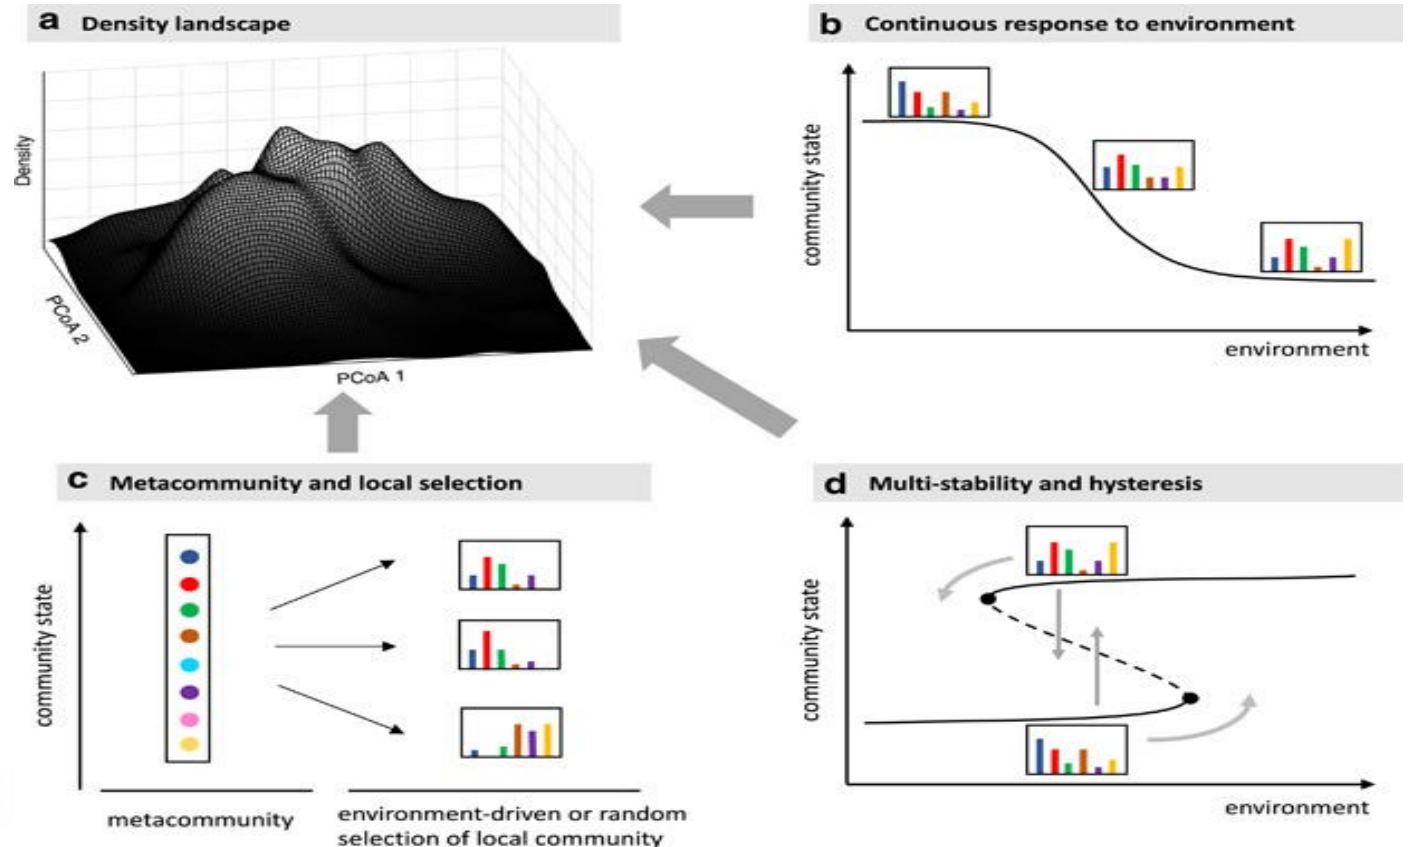 a Density landscape
Density
PCoA 2
PCoA 1
b Continuous response to environment
community state
environment
c Metacommunity and local selection
community state
metacommunity
environment-driven or random
selection of local community
d Multi-stability and hysteresis
community state
environment